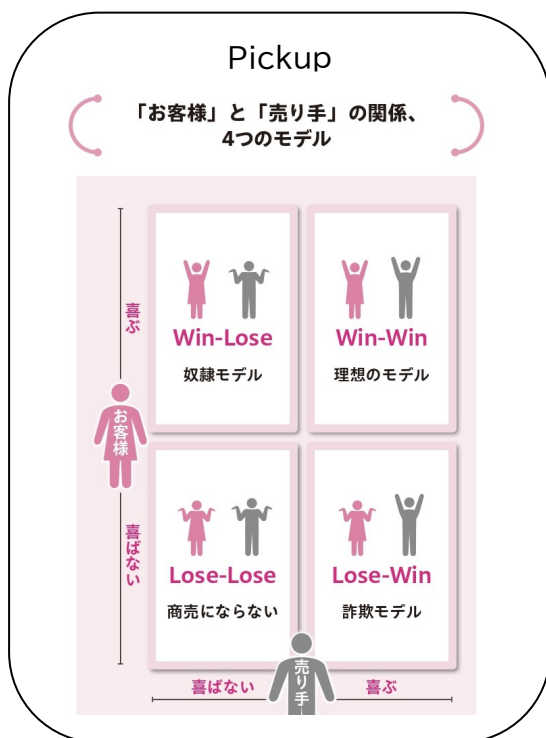 Pickup
「お客様」と「売り手」の関係、
4つのモデル
喜ぶ
お客様
喜ばない
Win-Lose
奴隷モデル
Win-Win
理想のモデル
Lose-Lose
商売にならない
Lose-Win
詐欺モデル
喜ばない
売り手
喜ぶ